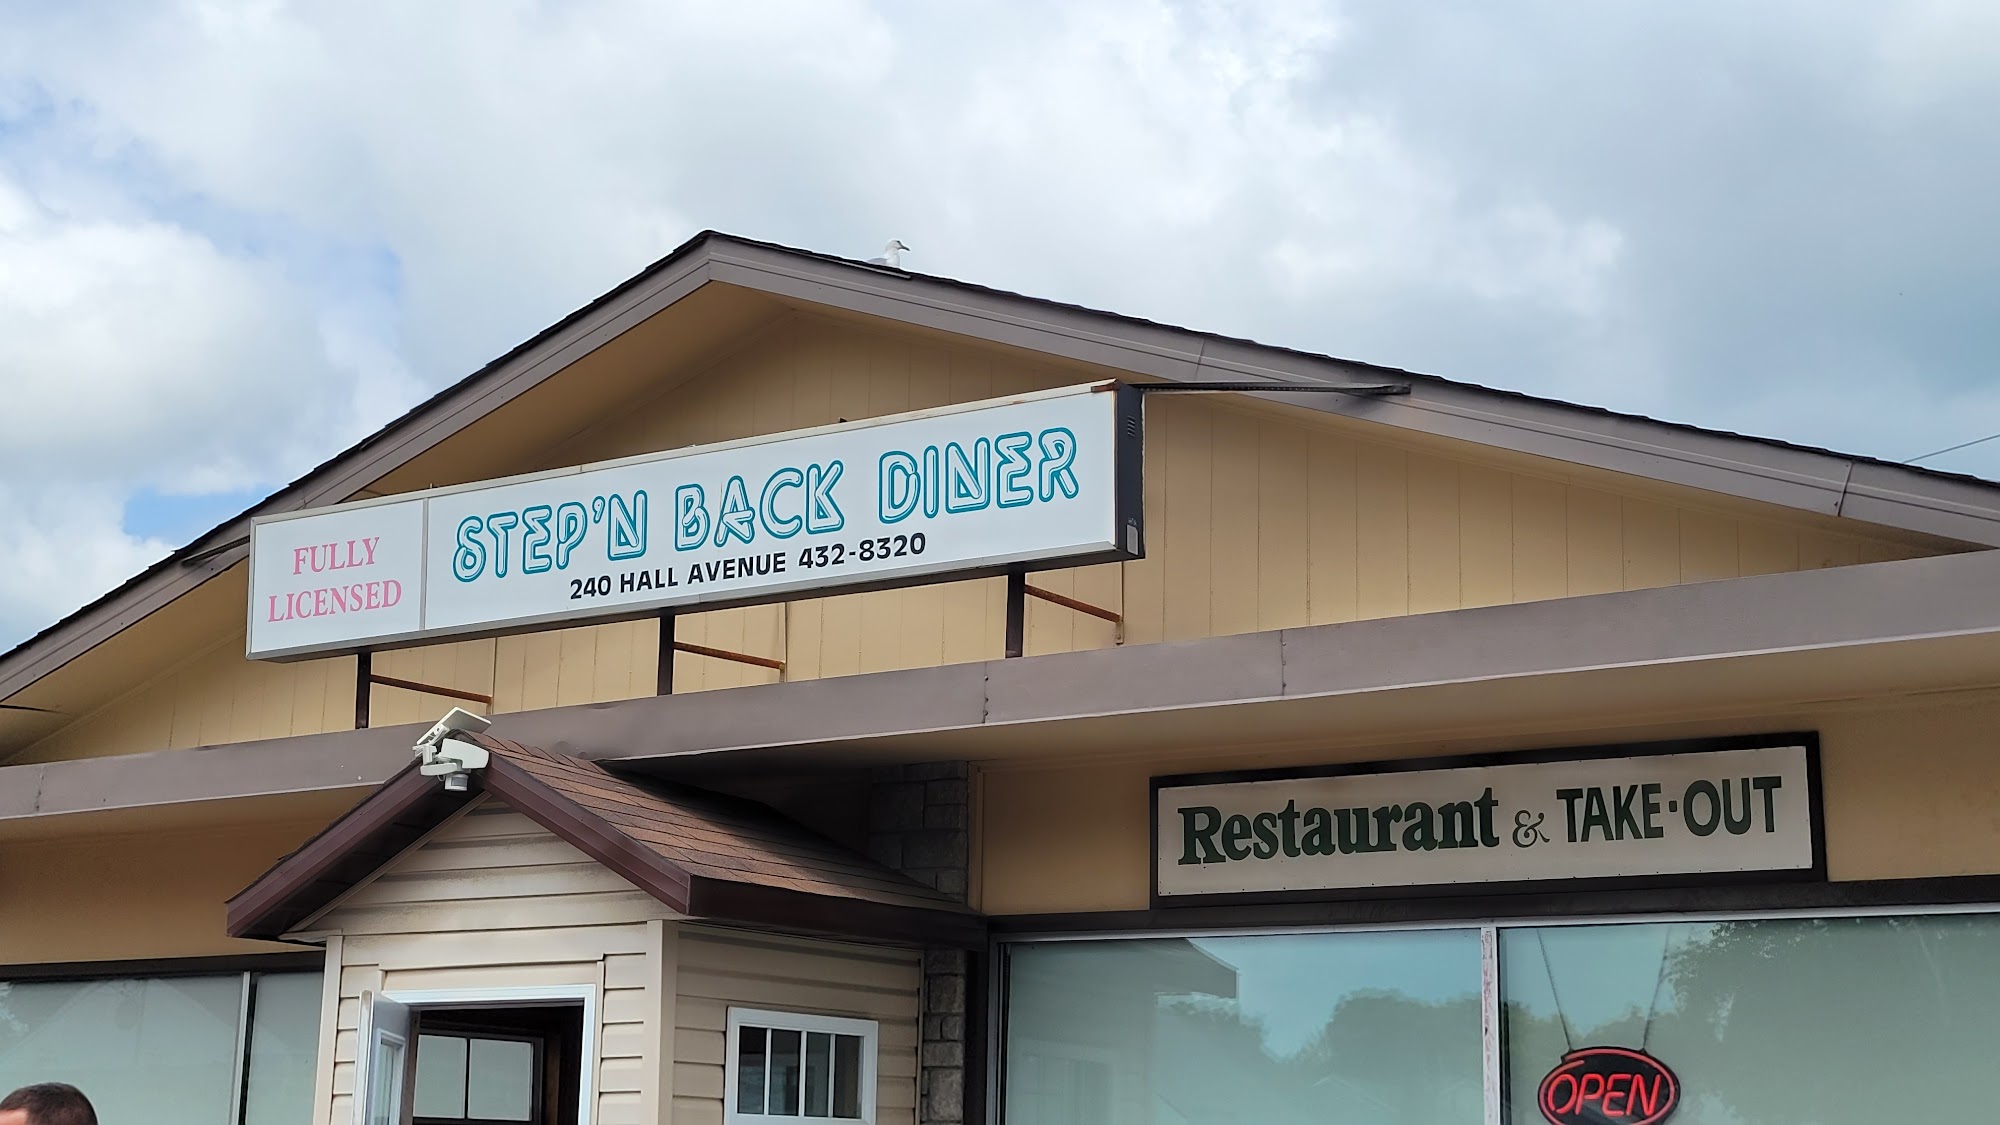 FULLY
LICENSED
STEP'N BACK DINER
240 HALL AVENUE 432-8320
Restaurant & TAKE-OUT
OPEN